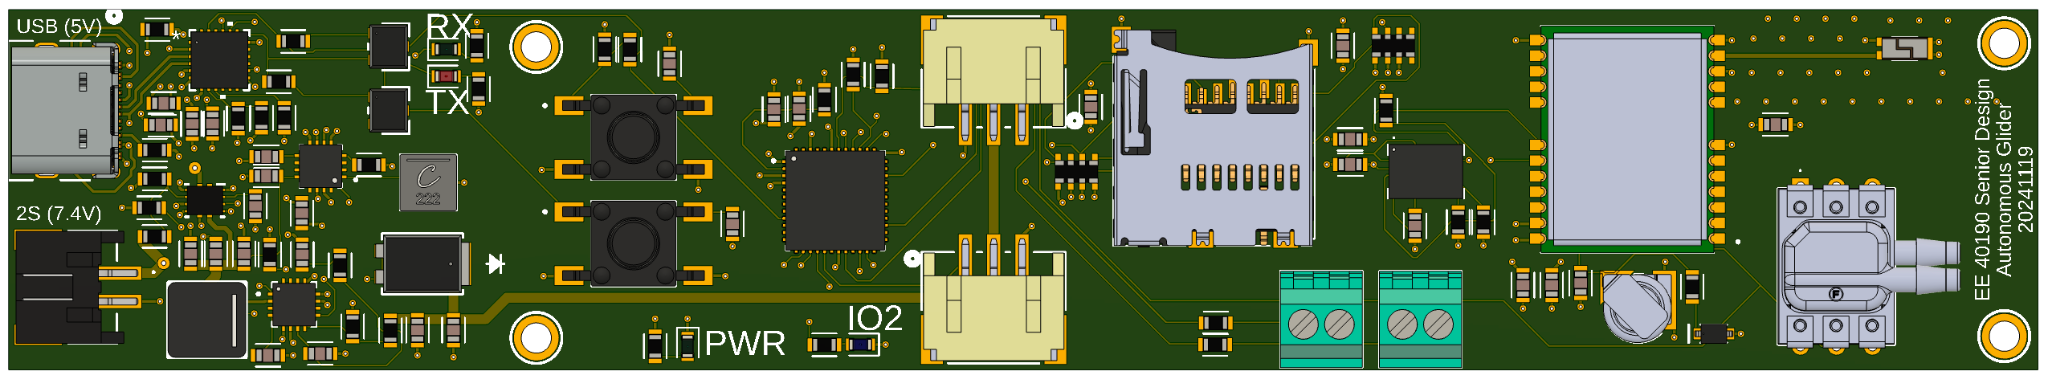 USB (5V)
*
RX
TX
C
222
2S (7.4V)
PWR
IO2
F
EE 40190 Senior Design
Autonomous Glider
20241119